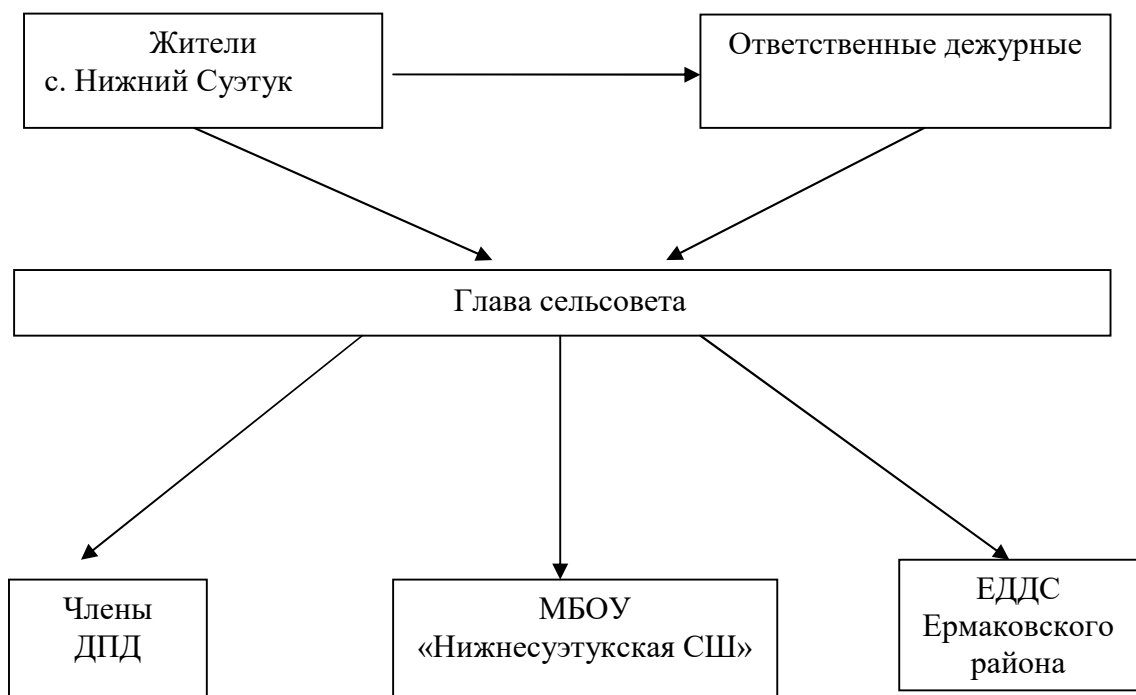 Жители
с. Нижний Суэтук
Ответственные дежурные
Глава сельсовета
Члены
ДПД
МБОУ
«Нижнесуэтукская СШ»
ЕДДС
Ермаковского
района